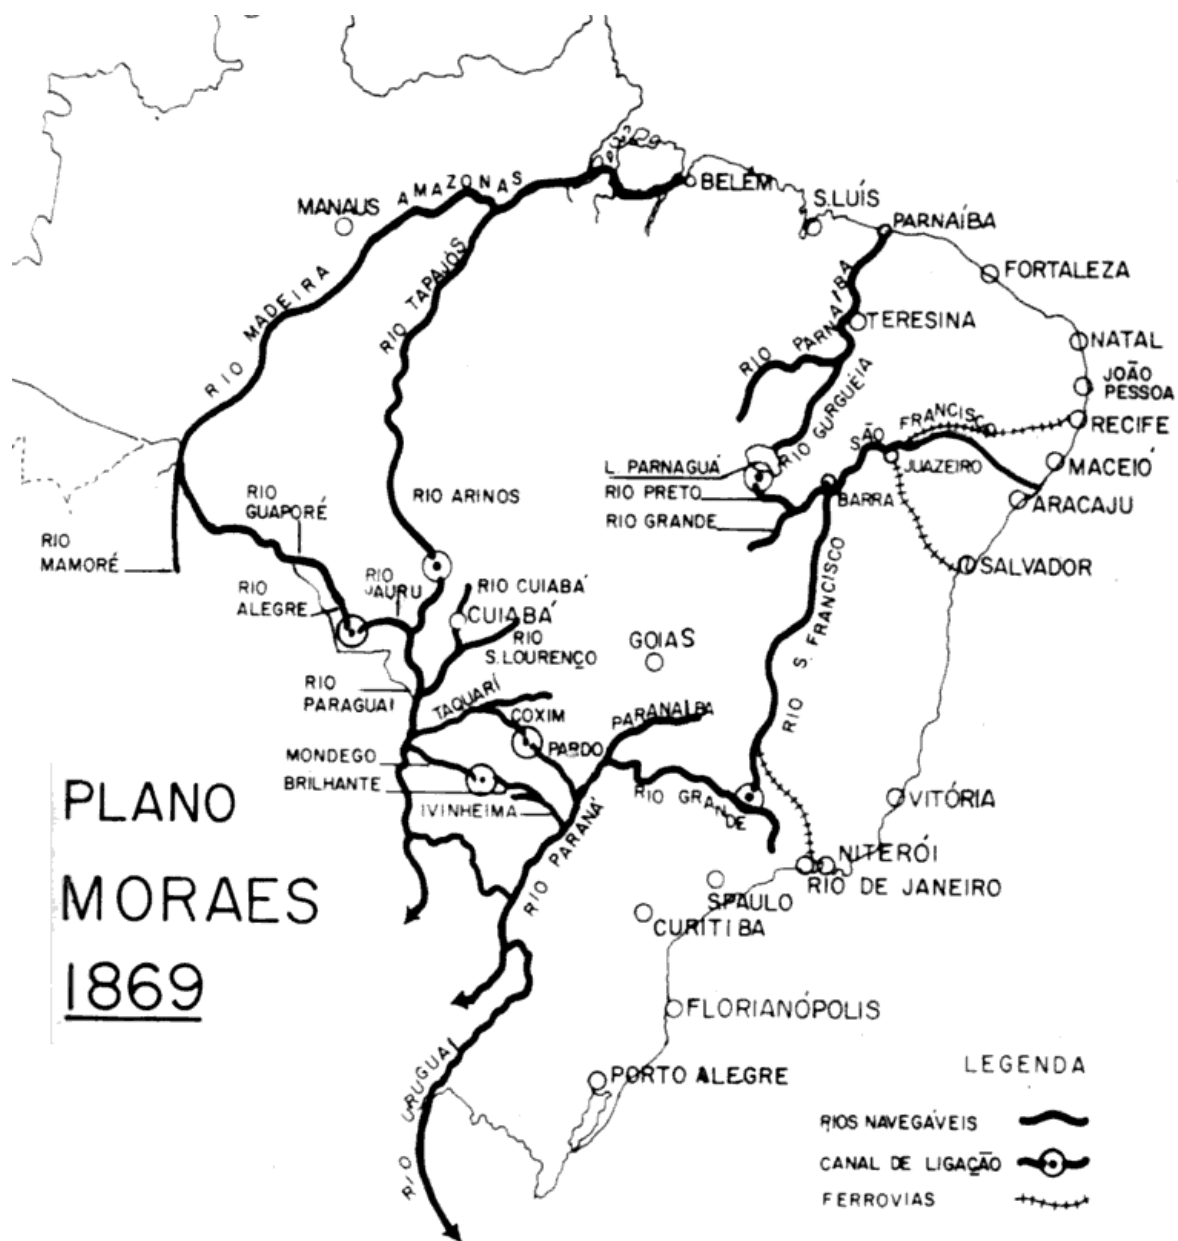 BELÉM
AMAZONAS
MANAUS
S.LUÍS
PARNAÍBA
FORTALEZA
RIO MADEIRA
RIO TAPAJÓS
RIO PARNAIBA
TERESINA
NATAL
JOÃO
PESSOA
RIO GURGUÉIA
SÃO FRANCISCO
RECIFE
L. PARNAGUÁ
JUAZEIRO
MACEIÓ
RIO PRETO
BARRA
ARACAJU
RIO GRANDE
RIO ARINOS
RIO
GUAPORÉ
RIO
MAMORÉ
SALVADOR
RIO
ALEGRE
RIO
JAURU
RIO CUIABÁ
CUIABÁ
RIO
S.LOURENÇO
GOIAS
RIO S. FRANCISCO
RIO
PARAGUAI
TAQUARÍ
COXIM
PARDO
PARANAÍBA
MONDEGO
BRILHANTE
IVINHEIMA
RIO GRANDE
RIO PARANÁ
VITÓRIA
NITERÓI
RIO DE JANEIRO
SPAULO
CURITIBA
PLANO
MORAES
1869
FLORIANÓPOLIS
PORTO ALEGRE
RIO URUGUAI
LEGENDA
RIOS NAVEGÁVEIS
CANAL DE LIGAÇÃO
FERROVIAS